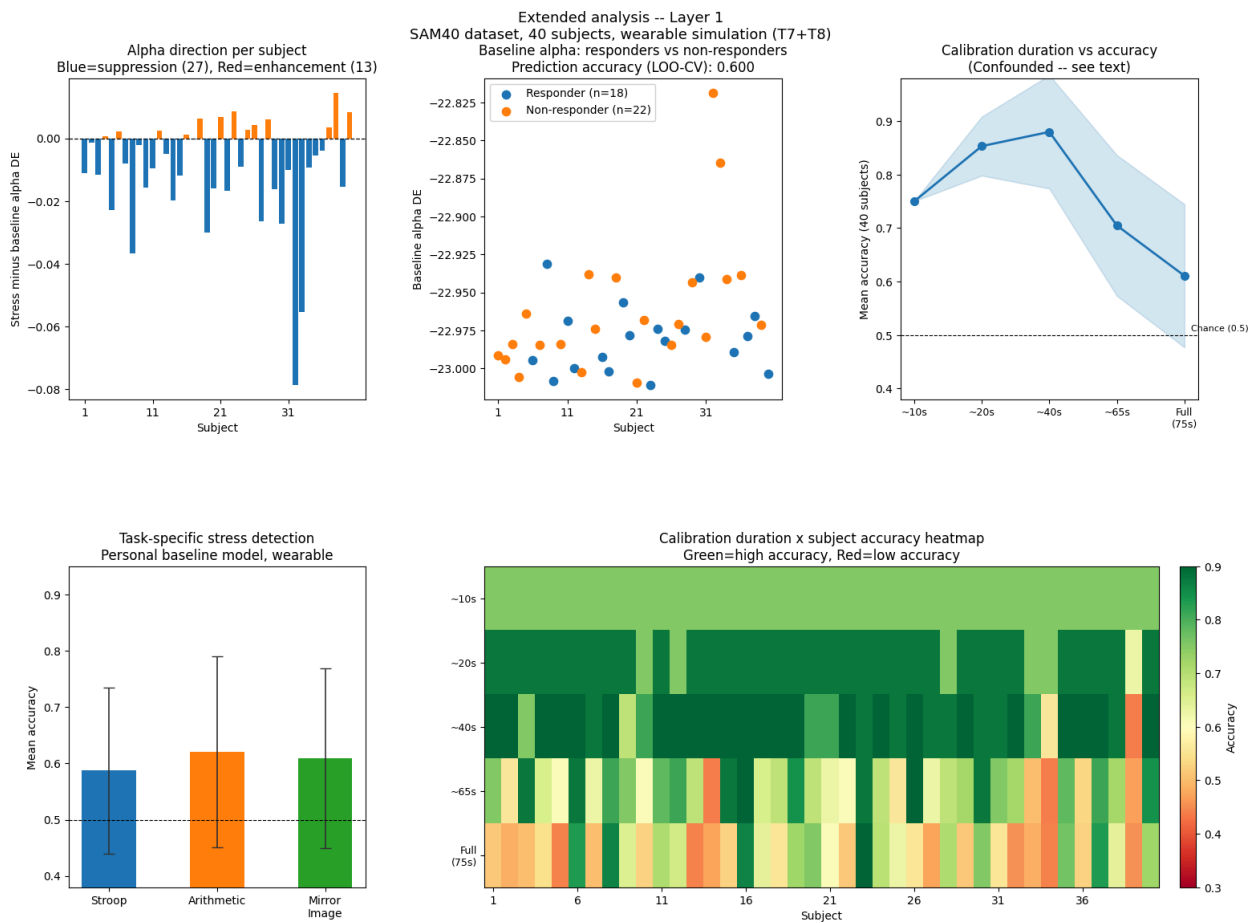 Extended analysis -- Layer 1
SAM40 dataset, 40 subjects, wearable simulation (T7+T8)
Alpha direction per subject
Blue=suppression (27), Red=enhancement (13)
Stress minus baseline alpha DE
0.00
−0.02
−0.04
−0.06
−0.08
1
11
21
31
Subject
Baseline alpha: responders vs non-responders
Prediction accuracy (LOO-CV): 0.600
Responder (n=18)
Non-responder (n=22)
Baseline alpha DE
−22.825
−22.850
−22.875
−22.900
−22.925
−22.950
−22.975
−23.000
1
11
21
31
Subject
Calibration duration vs accuracy
(Confounded -- see text)
Mean accuracy (40 subjects)
0.9
0.8
0.7
0.6
0.5
0.4
Chance (0.5)
~10s
~20s
~40s
~65s
Full
(75s)
Task-specific stress detection
Personal baseline model, wearable
Mean accuracy
0.9
0.8
0.7
0.6
0.5
0.4
Stroop
Arithmetic
Mirror
Image
Calibration duration x subject accuracy heatmap
Green=high accuracy, Red=low accuracy
~10s
~20s
~40s
~65s
Full
(75s)
1
6
11
16
21
26
31
36
Subject
0.9
0.8
0.7
0.6
0.5
0.4
0.3
Accuracy